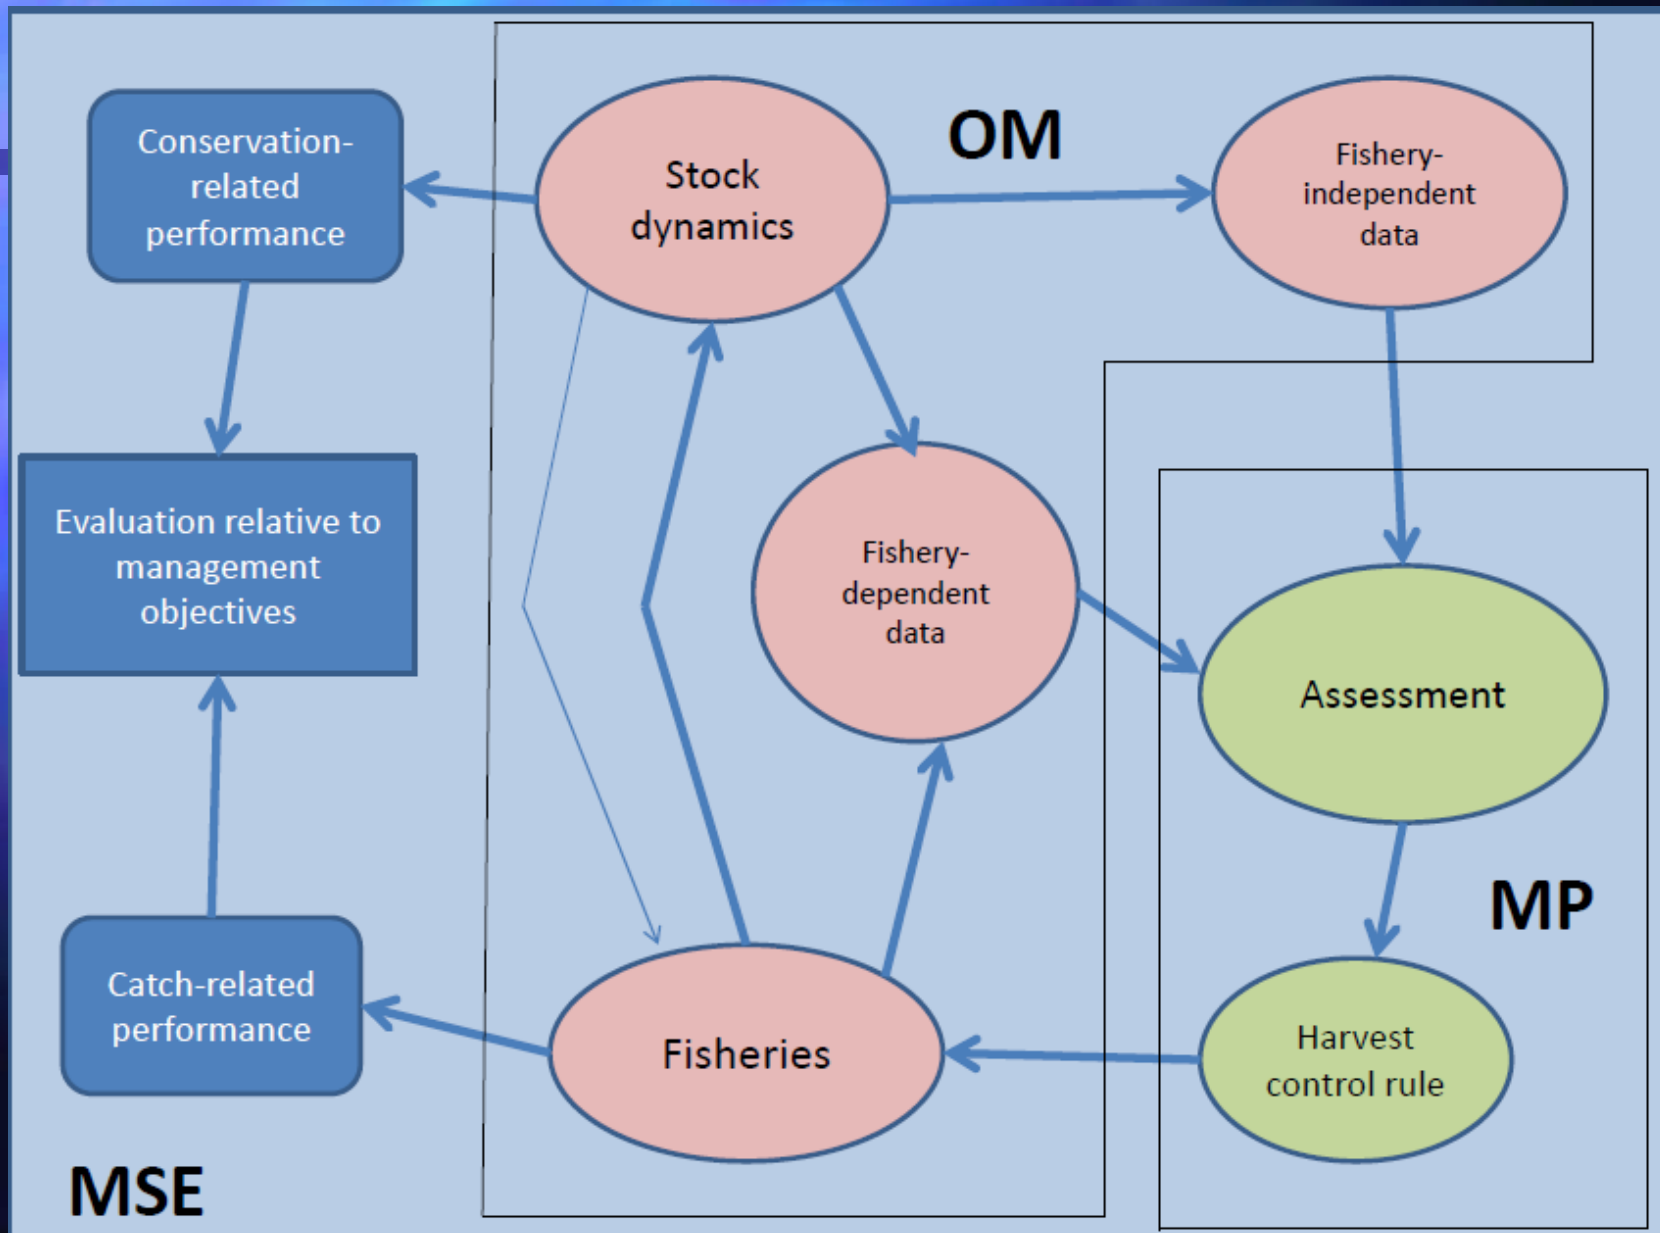 Conservation-
related
performance
Stock
dynamics
OM
Fishery-
independent
data
Evaluation relative to
management
objectives
Fishery-
dependent
data
Assessment
MP
Catch-related
performance
Fisheries
Harvest
control rule
MSE